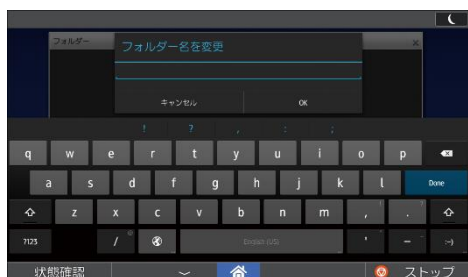 フォルダー
フォルダー名を変更
キャンセル OK
! ? , : ;
q w e r t y u i o p
a s d f g h j k l Done
z x c v b n m , ! . ?
?123 / @ English (US) ' - :-)
状態確認 ストップ